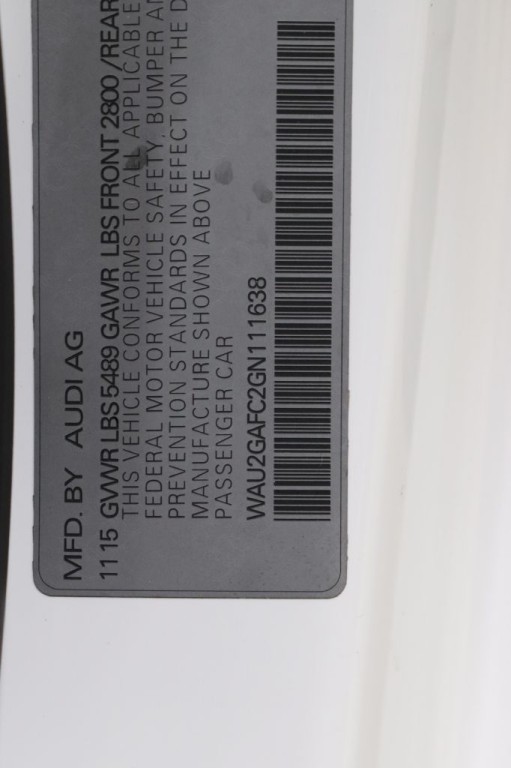 MFD. BY AUDI AG
11 15 GVWR LBS 5489 GAWR LBS FRONT 2800 /REAR
THIS VEHICLE CONFORMS TO ALL APPLICABLE
FEDERAL MOTOR VEHICLE SAFETY, BUMPER
PREVENTION STANDARDS IN EFFECT ON THE
MANUFACTURE SHOWN ABOVE
PASSENGER CAR
WAU2GAFC2GN111638